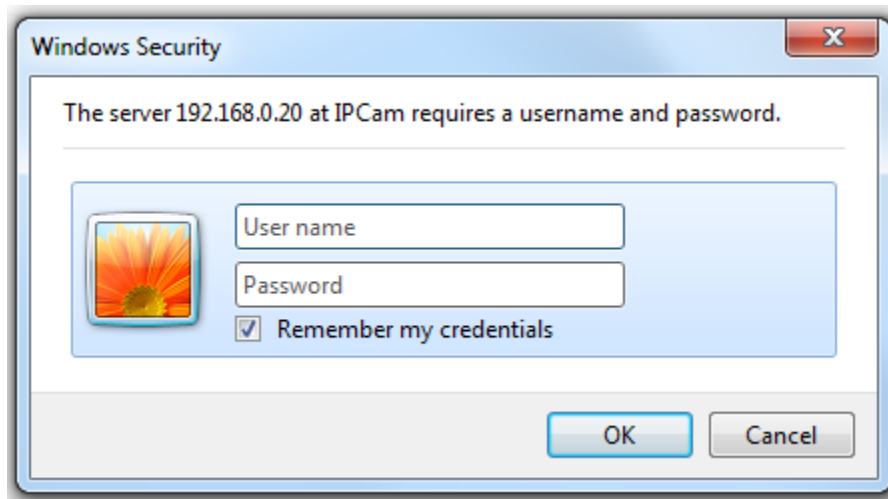 Windows Security
The server 192.168.0.20 at IPCam requires a username and password.
User name
Password
Remember my credentials
OK Cancel